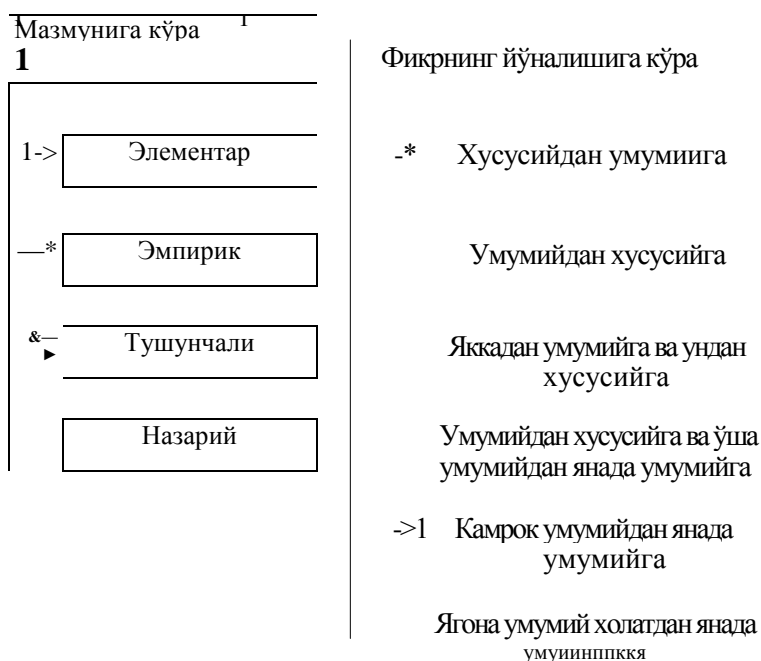 Мазмунига кўра
1
Элементар
Эмпирик
Тушунчали
Назарий
Фикрнинг йўналишига кўра
Хусусийдан умумиига
Умумийдан хусусийга
Яккадан умумийга ва ундан
хусусийга
Умумийдан хусусийга ва ўша
умумийдан янада умумийга
Камрок умумийдан янада
умумийга
Ягона умумий холатдан янада
умуиинппккя